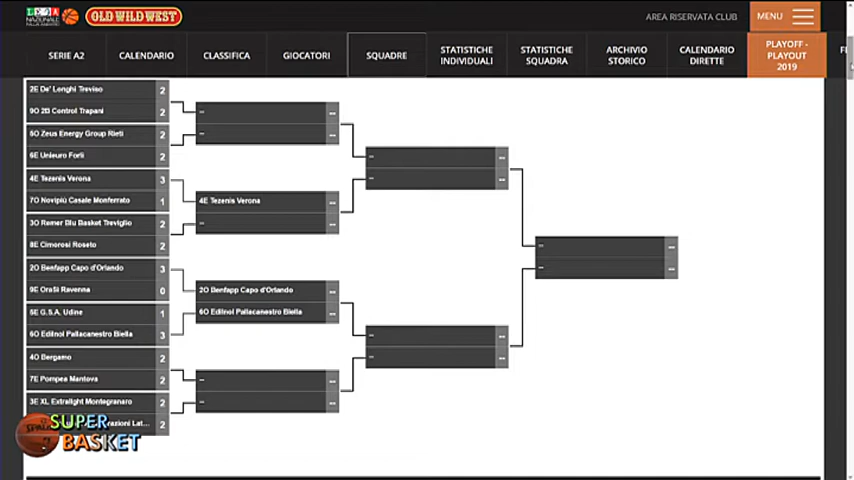 LEGA
NAZIONALE
PALLACANESTRO
OLD WILD WEST
AREA RISERVATA CLUB
MENU
SERIE A2
CALENDARIO
CLASSIFICA
GIOCATORI
SQUADRE
STATISTICHE
INDIVIDUALI
STATISTICHE
SQUADRA
ARCHIVIO
STORICO
CALENDARIO
DIRETTE
PLAYOFF -
PLAYOUT
2019
2E De' Longhi Treviso 2
9O 2B Control Trapani 2
5O Zeus Energy Group Rieti 2
6E Unieuro Forlì 2
4E Tezenis Verona 3
7O Novipiù Casale Monferrato 1
3O Remer Blu Basket Treviglio 2
8E Cimorosi Roseto 2
2O Benfapp Capo d'Orlando 3
9E OraSì Ravenna 0
5E G.S.A. Udine 1
6O Edilnol Pallacanestro Biella 3
4O Bergamo 2
7E Pompea Mantova 2
3E XL Extralight Montegranaro 2
azioni Lat... 2
-- --
-- --
4E Tezenis Verona --
-- --
2O Benfapp Capo d'Orlando --
6O Edilnol Pallacanestro Biella --
-- --
-- --
-- --
-- --
-- --
-- --
-- --
-- --
SUPER
BASKET